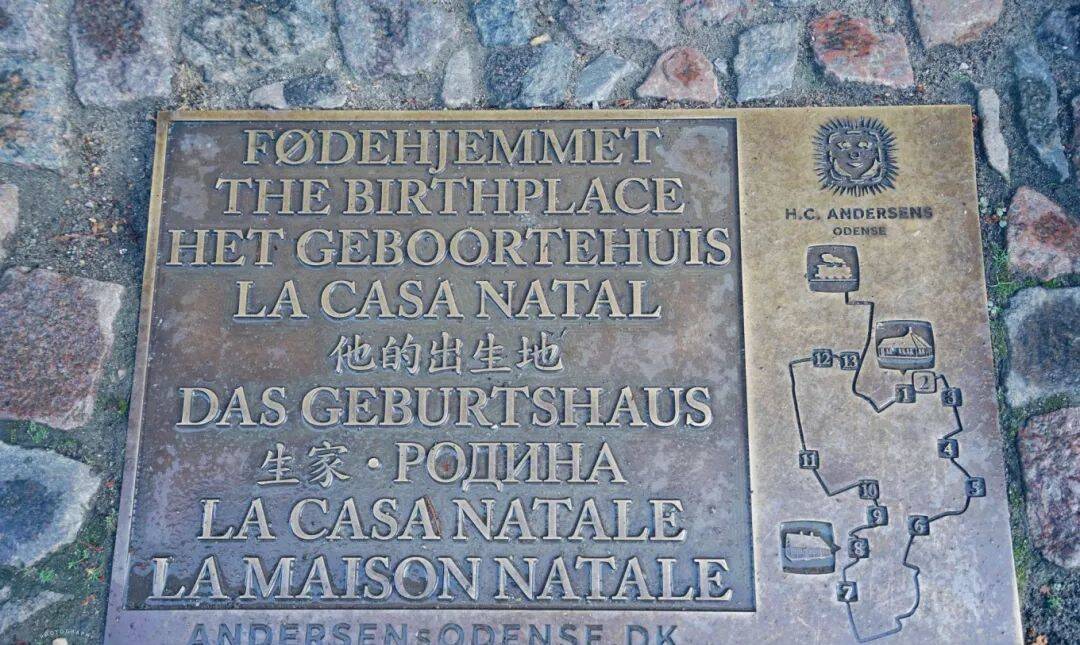 FØDEHJEMMET
THE BIRTHPLACE
HET GEBOORTEHUIS
LA CASA NATAL
他的出生地
DAS GEBURTSHAUS
生家 · РОДИНА
LA CASA NATALE
LA MAISON NATALE
ANDERSENSODENSE.DK
H.C. ANDERSENS
ODENSE
12
13
1
2
3
4
11
5
10
9
6
8
7
PHOTOGRAPHY